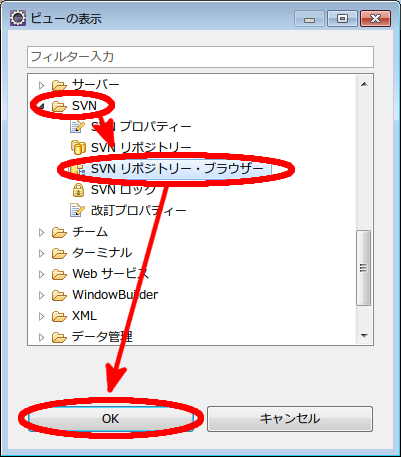 ビューの表示
フィルター入力
サーバー
SVN
SVN プロパティー
SVN リポジトリー
SVN リポジトリー・ブラウザー
SVN ロック
改訂プロパティー
チーム
ターミナル
Web サービス
WindowBuilder
XML
データ管理
OK
キャンセル